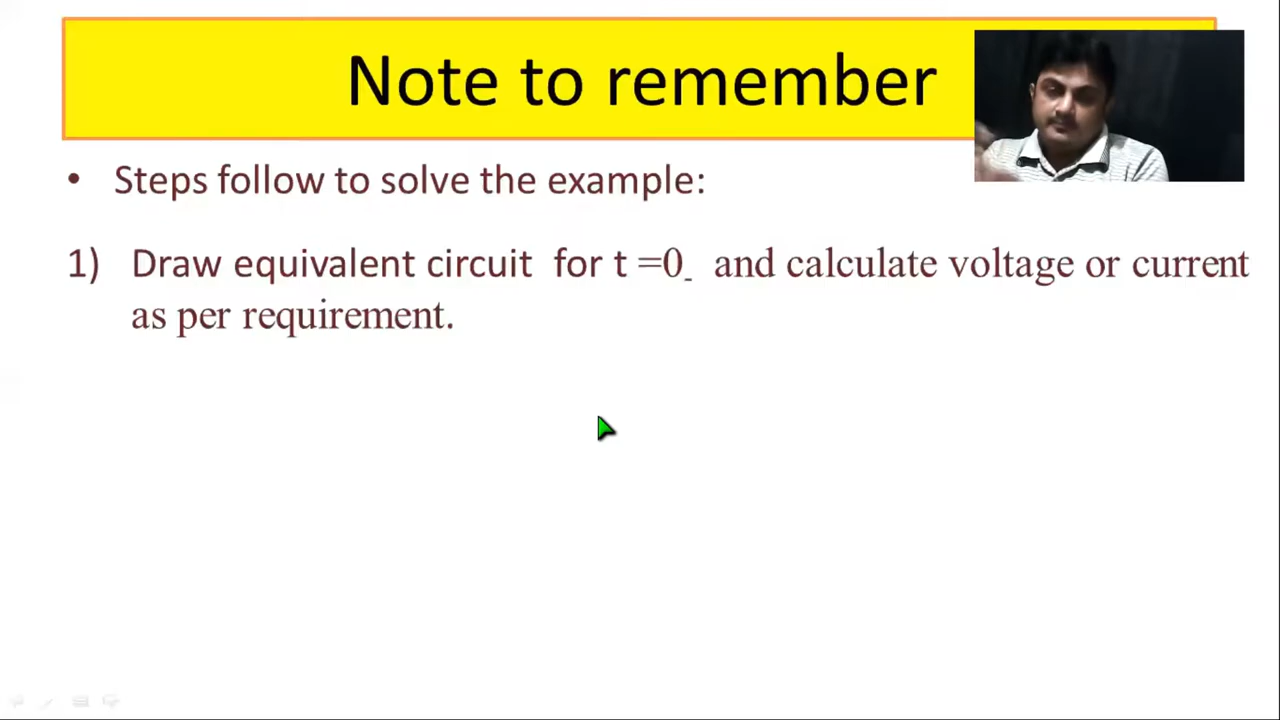 Note to remember
• Steps follow to solve the example:
1) Draw equivalent circuit for t =0₋ and calculate voltage or current
as per requirement.